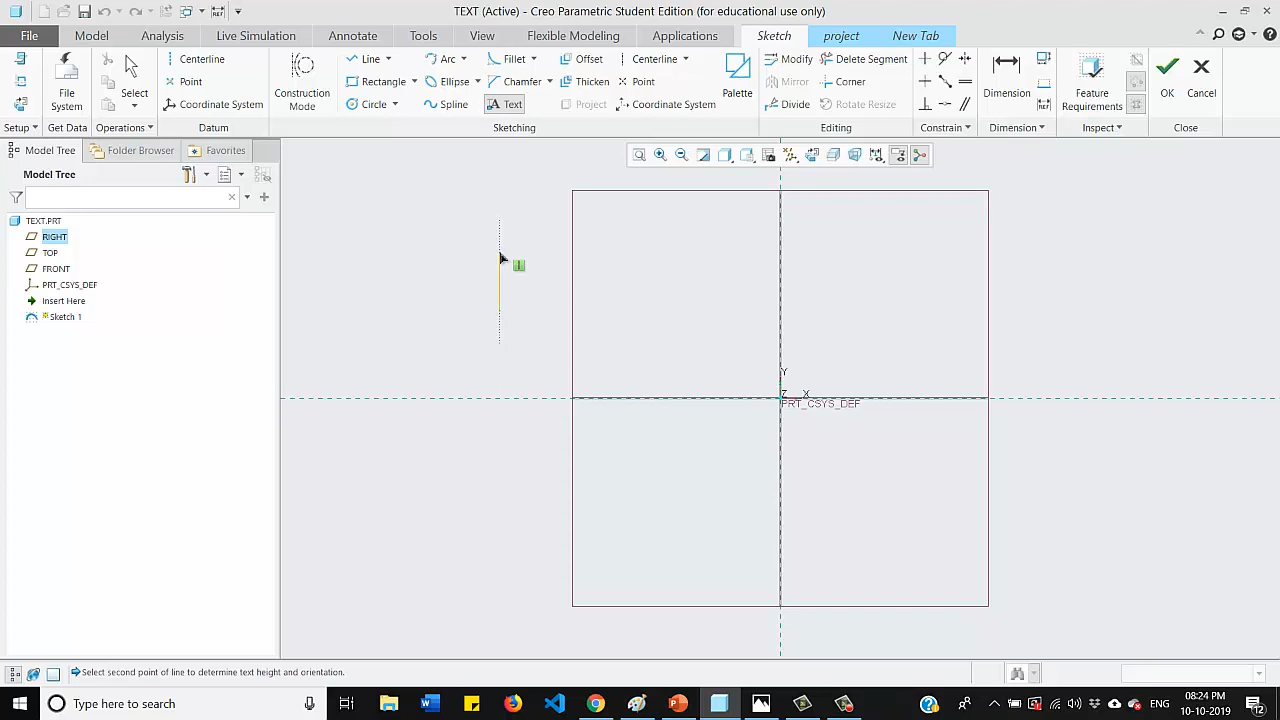 TEXT (Active) - Creo Parametric Student Edition (for educational use only)
File Model Analysis Live Simulation Annotate Tools View Flexible Modeling Applications Sketch project New Tab
File System
Select
Centerline
Point
Coordinate System
Construction Mode
Line Arc Fillet Offset Centerline
Rectangle Ellipse Chamfer Thicken Point
Circle Spline Text Project Coordinate System
Palette
Modify Delete Segment
Mirror Corner
Divide Rotate Resize
Dimension
Feature Requirements
OK
Cancel
Setup Get Data Operations Datum Sketching Editing Constrain Dimension Inspect Close
Model Tree Folder Browser Favorites
Model Tree
TEXT.PRT
RIGHT
TOP
FRONT
PRT_CSYS_DEF
Insert Here
Sketch 1
Y
Z X
PRT_CSYS_DEF
Select second point of line to determine text height and orientation.
Type here to search
ENG
08:24 PM
10-10-2019